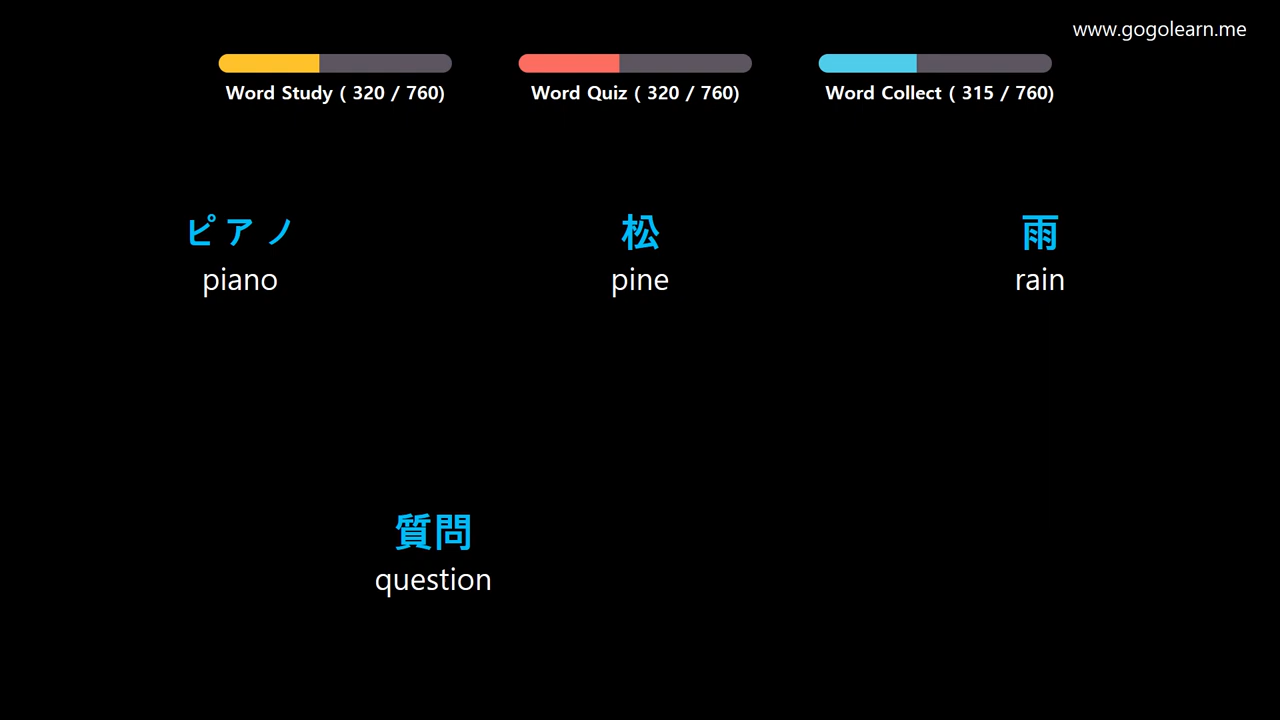 www.gogolearn.me
Word Study ( 320 / 760)
Word Quiz ( 320 / 760)
Word Collect ( 315 / 760)
ピアノ
piano
松
pine
雨
rain
質問
question